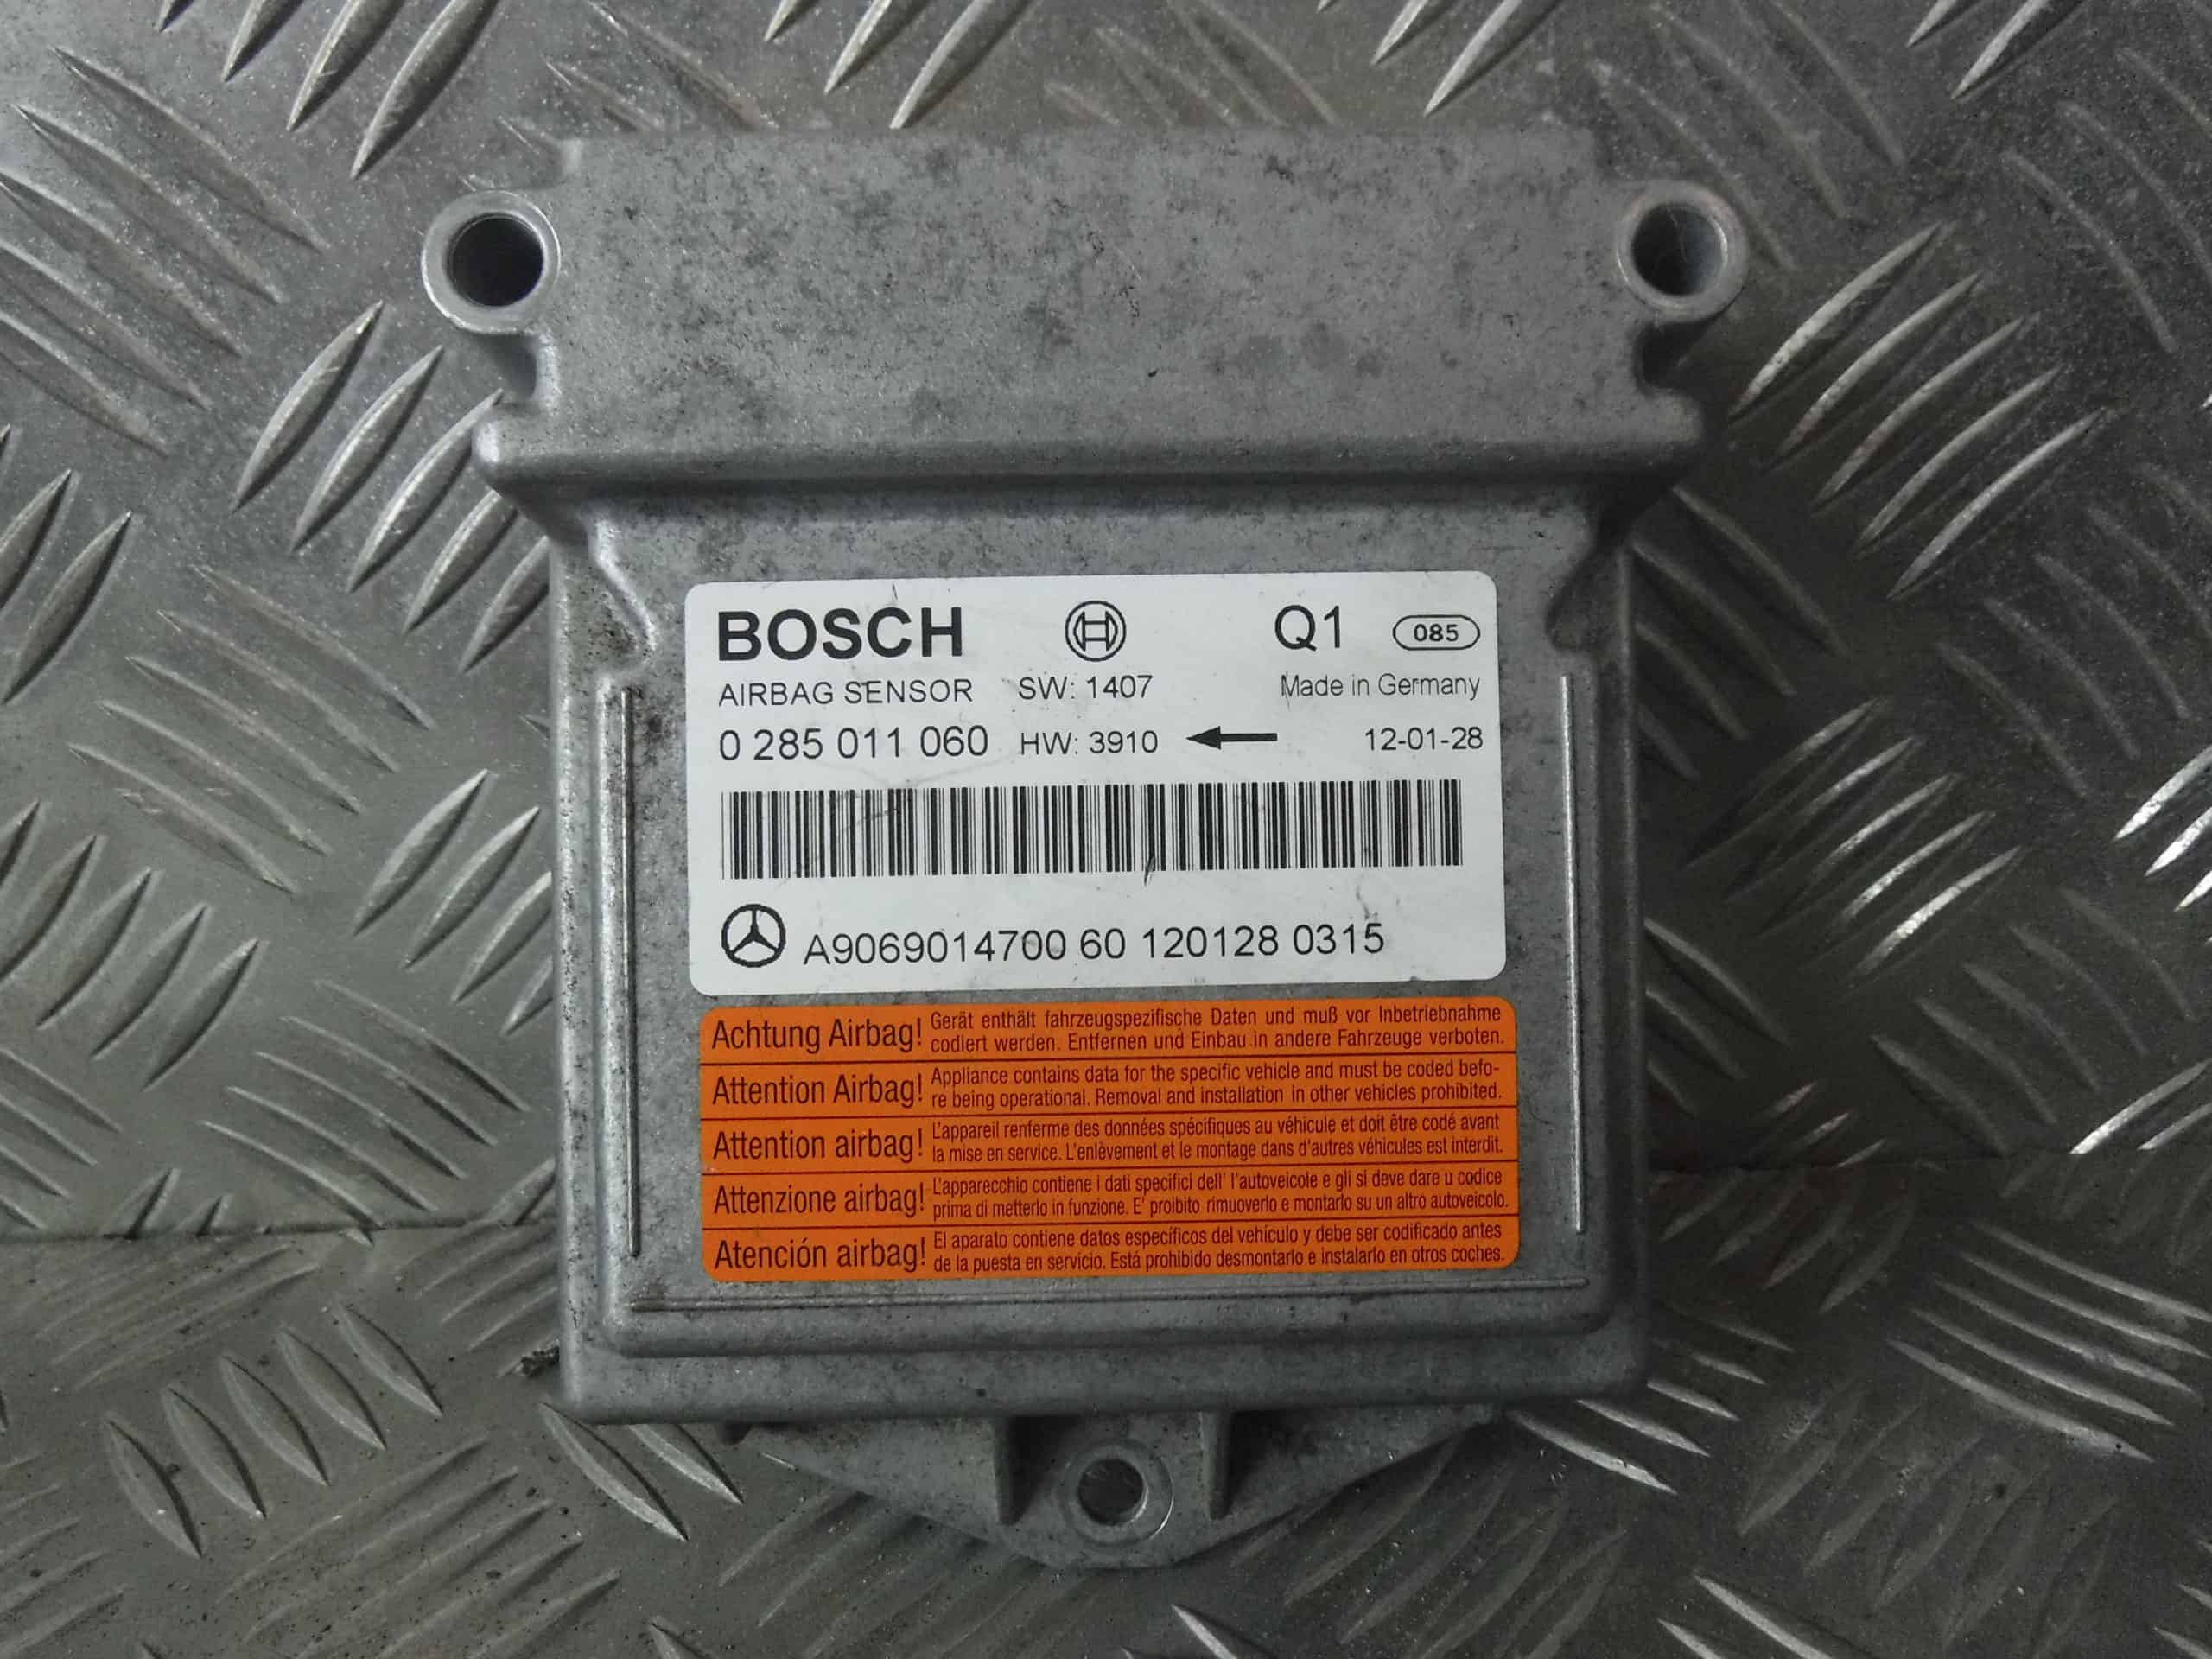 BOSCH Q1 085
AIRBAG SENSOR SW: 1407 Made in Germany
0 285 011 060 HW: 3910 12-01-28
A9069014700 60 120128 0315
Achtung Airbag! Gerät enthält fahrzeugspezifische Daten und muß vor Inbetriebnahme
codiert werden. Entfernen und Einbau in andere Fahrzeuge verboten.
Attention Airbag! Appliance contains data for the specific vehicle and must be coded befo-
re being operational. Removal and installation in other vehicles prohibited.
Attention airbag! L'appareil renferme des données spécifiques au véhicule et doit être codé avant
la mise en service. L'enlèvement et le montage dans d'autres véhicules est interdit.
Attenzione airbag! L'apparecchio contiene i dati specifici dell' l'autoveicole e gli si deve dare u codice
prima di metterlo in funzione. E' proibito rimuoverlo e montarlo su un altro autoveicolo.
Atención airbag! El aparato contiene datos específicos del vehículo y debe ser codificado antes
de la puesta en servicio. Está prohibido desmontarlo e instalarlo en otros coches.